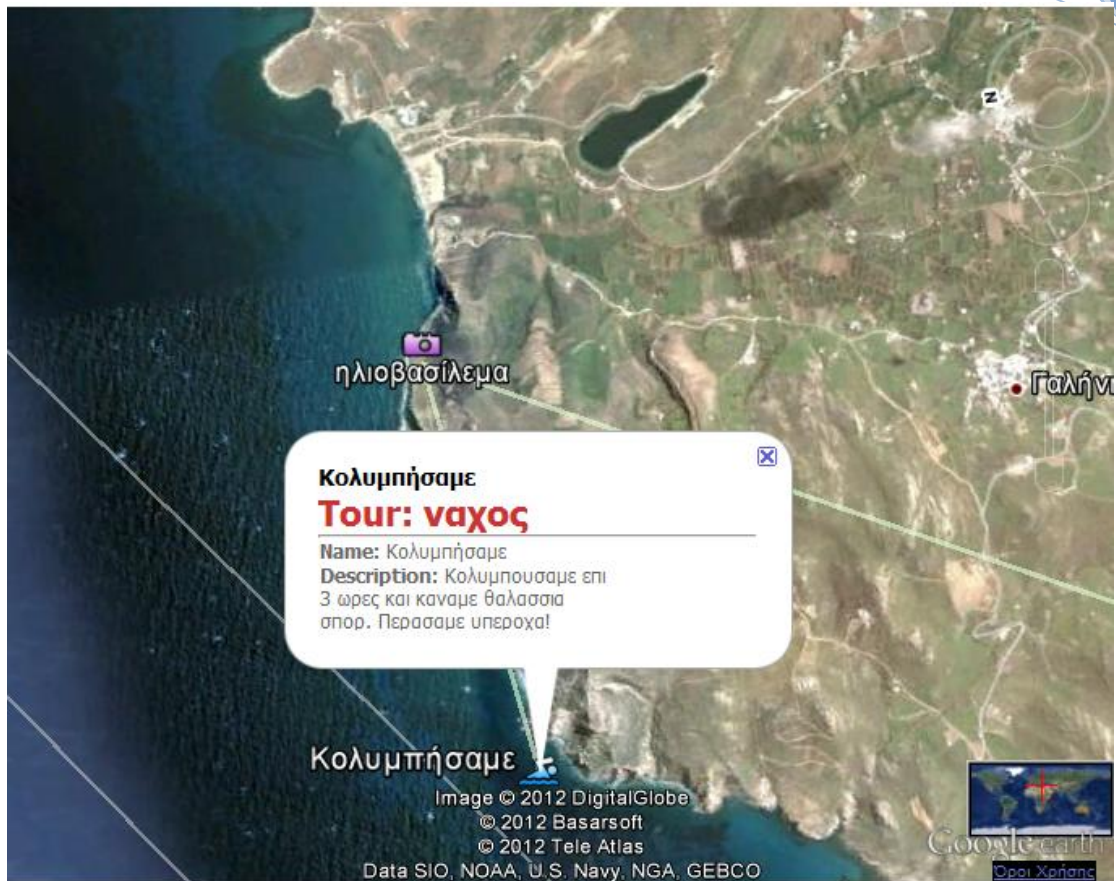 N
ηλιοβασίλεμα
Γαλήνη
Κολυμπήσαμε
Tour: ναχος
Name: Κολυμπήσαμε
Description: Κολυμπουσαμε επι
3 ωρες και καναμε θαλασσια
σπορ. Περασαμε υπεροχα!
Κολυμπήσαμε
Image © 2012 DigitalGlobe
© 2012 Basarsoft
© 2012 Tele Atlas
Data SIO, NOAA, U.S. Navy, NGA, GEBCO
Google earth
Όροι Χρήσης